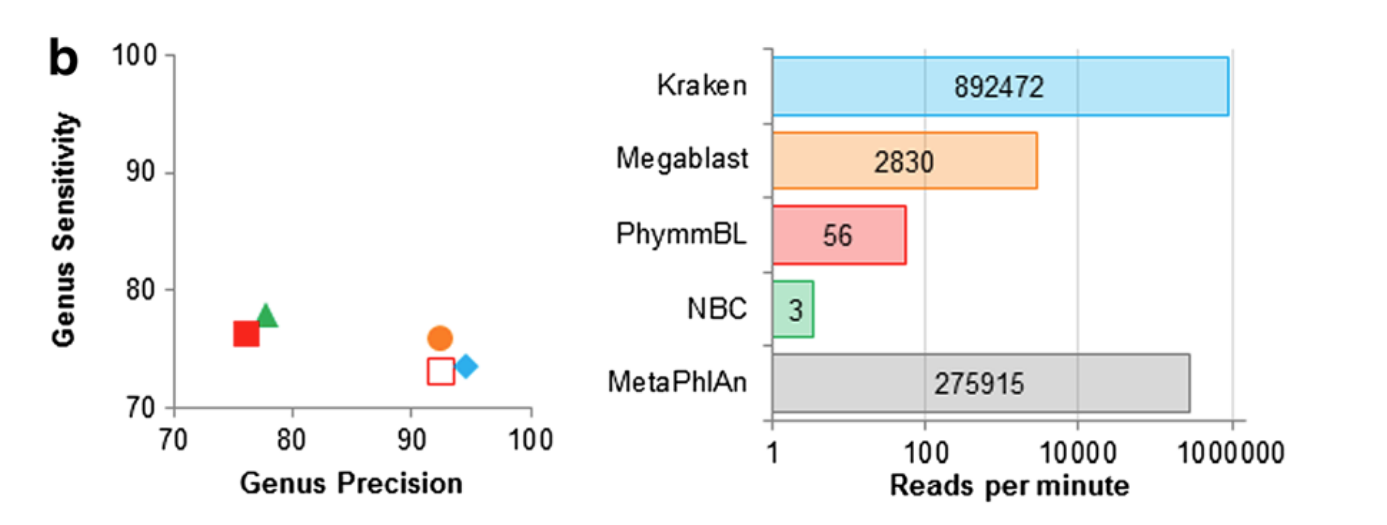 b
100
90
80
70
Genus Sensitivity
70 80 90 100
Genus Precision
Kraken 892472
Megablast 2830
PhymmBL 56
NBC 3
MetaPhlAn 275915
1 100 10000 1000000
Reads per minute